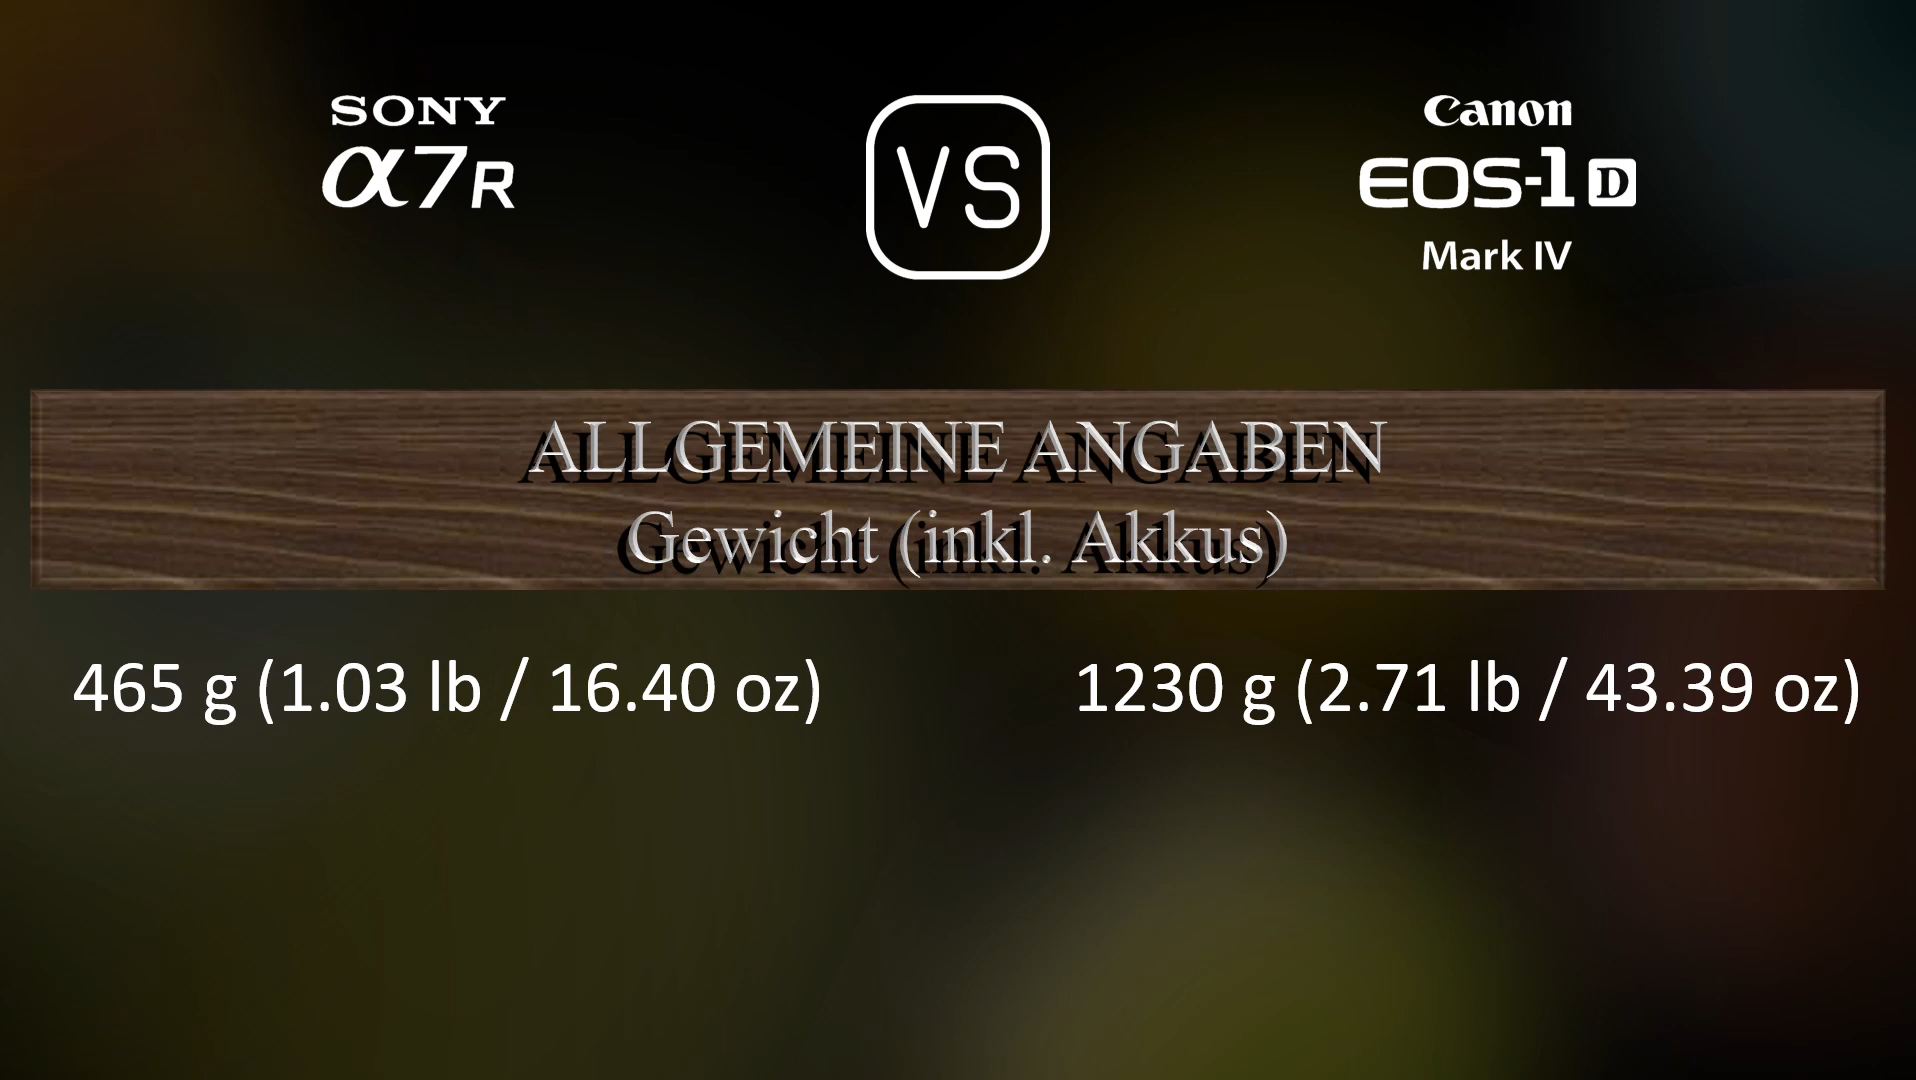 SONY
α7R
VS
Canon
EOS-1D
Mark IV
ALLGEMEINE ANGABEN
Gewicht (inkl. Akkus)
465 g (1.03 lb / 16.40 oz)
1230 g (2.71 lb / 43.39 oz)